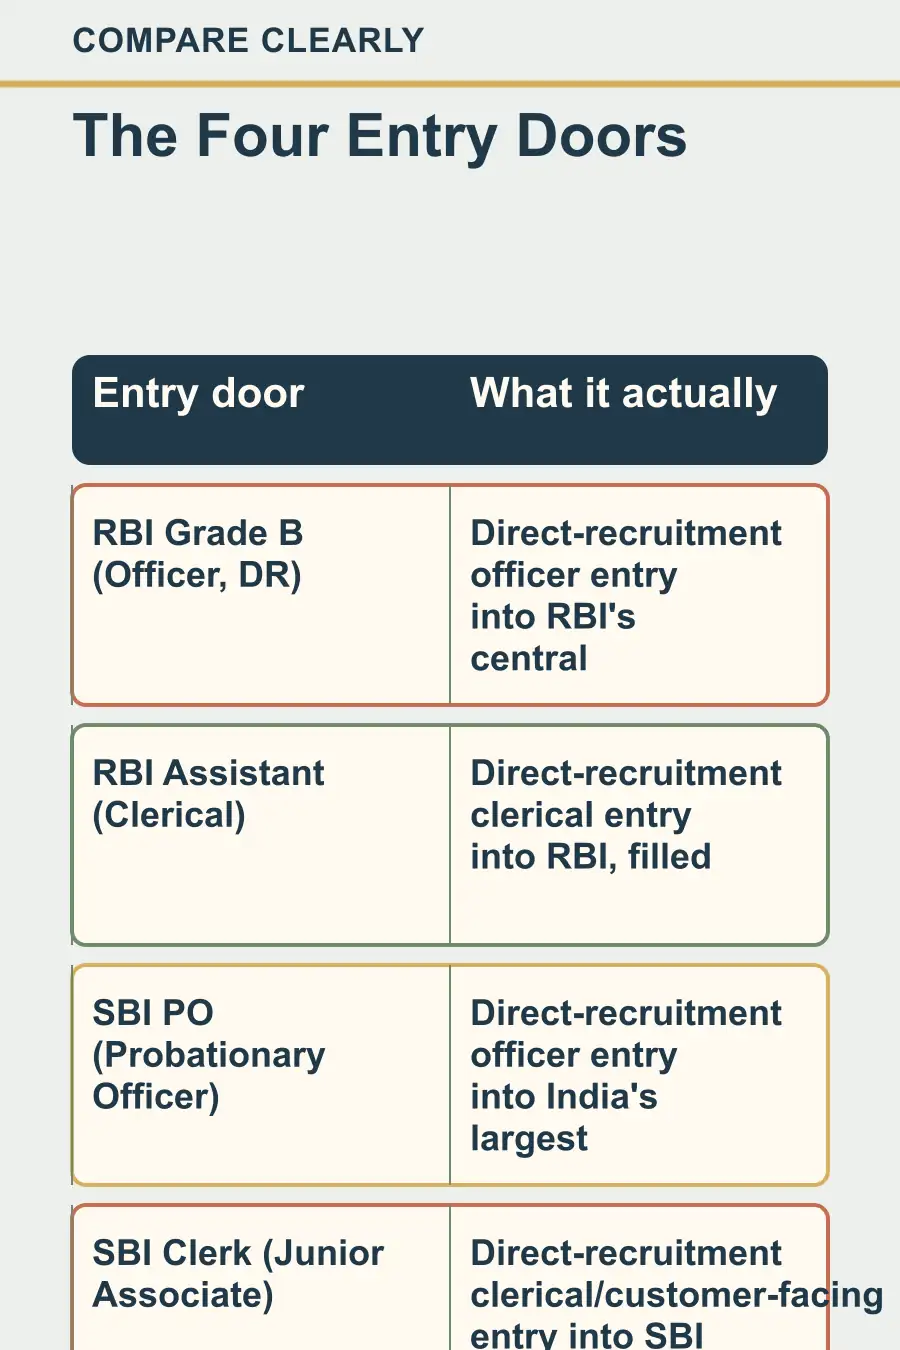 COMPARE CLEARLY
The Four Entry Doors
Entry door
What it actually
RBI Grade B
(Officer, DR)
Direct-recruitment
officer entry
into RBI's
central
RBI Assistant
(Clerical)
Direct-recruitment
clerical entry
into RBI, filled
SBI PO
(Probationary
Officer)
Direct-recruitment
officer entry
into India's
largest
SBI Clerk (Junior
Associate)
Direct-recruitment
clerical/customer-facing
entry into SBI